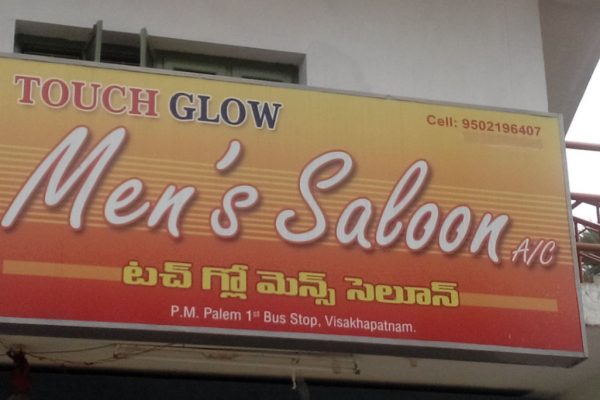 TOUCH GLOW
Cell: 9502196407
Men's Saloon A/C
టచ్ గ్లో మెన్స్ సెలూన్
P.M. Palem 1st Bus Stop, Visakhapatnam.